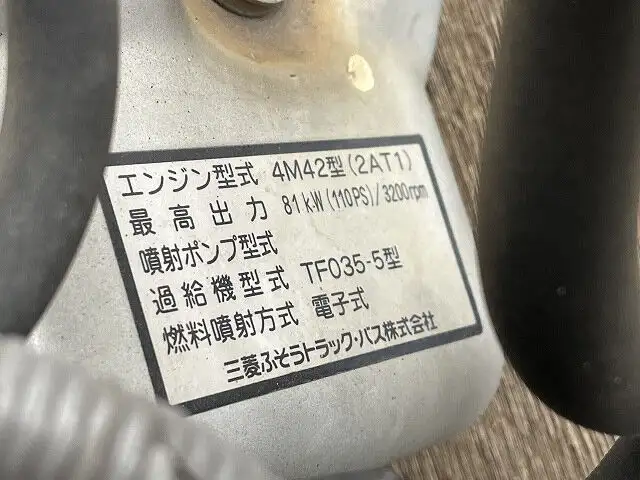 エンジン型式 4M42型(2AT1)
最高出力 81kW(110PS)/3200rpm
噴射ポンプ型式
過給機型式 TF035-5型
燃料噴射方式 電子式
三菱ふそうトラック・バス株式会社